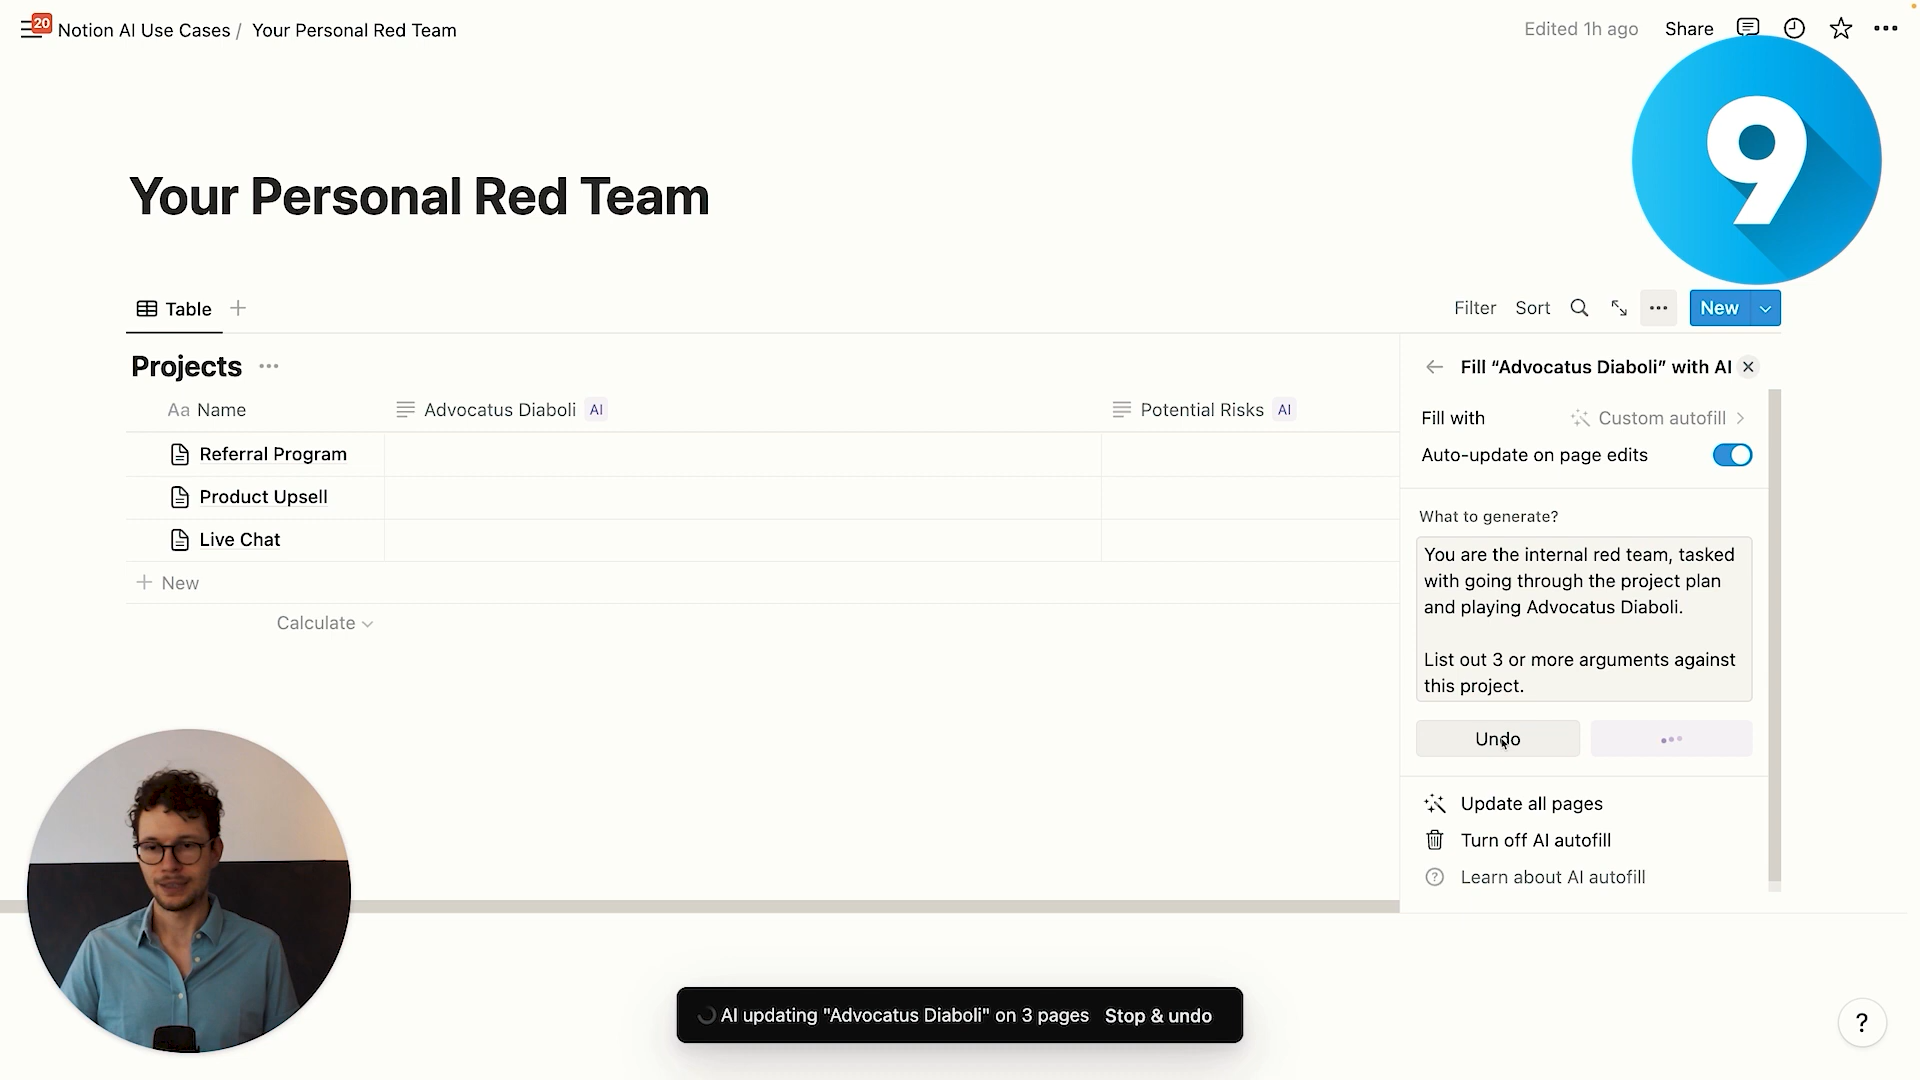 20
Notion AI Use Cases / Your Personal Red Team
Edited 1h ago
Share
9
Your Personal Red Team
Table
Filter
Sort
New
Projects
Aa Name
Advocatus Diaboli AI
Potential Risks AI
Referral Program
Product Upsell
Live Chat
New
Calculate
Fill “Advocatus Diaboli” with AI
Fill with
Custom autofill
Auto-update on page edits
What to generate?
You are the internal red team, tasked
with going through the project plan
and playing Advocatus Diaboli.
List out 3 or more arguments against
this project.
Undo
Update all pages
Turn off AI autofill
? Learn about AI autofill
AI updating "Advocatus Diaboli" on 3 pages
Stop & undo
?